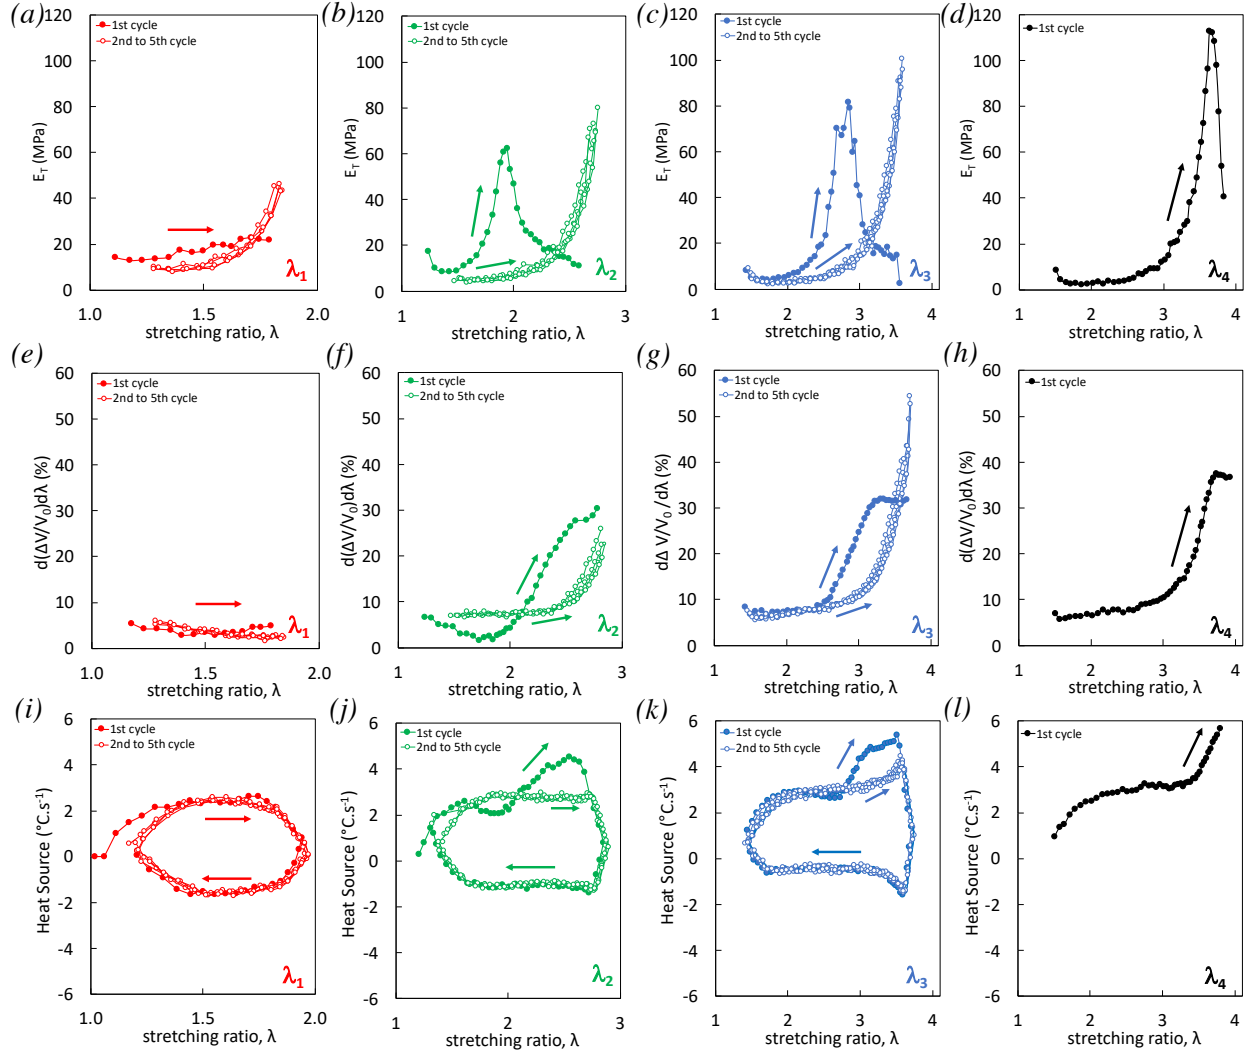 (a)
120
100
80
60
40
20
0
E_T (MPa)
1st cycle
2nd to 5th cycle
λ1
1.0 1.5 2.0
stretching ratio, λ
(b)
120
100
80
60
40
20
0
E_T (MPa)
1st cycle
2nd to 5th cycle
λ2
1 2 3
stretching ratio, λ
(c)
120
100
80
60
40
20
0
E_T (MPa)
1st cycle
2nd to 5th cycle
λ3
1 2 3 4
stretching ratio, λ
(d)
120
100
80
60
40
20
0
E_T (MPa)
1st cycle
λ4
1 2 3 4
stretching ratio, λ
(e)
60
50
40
30
20
10
0
d(ΔV/V0)dλ (%)
1st cycle
2nd to 5th cycle
λ1
1.0 1.5 2.0
stretching ratio, λ
(f)
60
50
40
30
20
10
0
d(ΔV/V0)dλ (%)
1st cycle
2nd to 5th cycle
λ2
1 2 3
stretching ratio, λ
(g)
60
50
40
30
20
10
0
dΔV/V0/dλ (%)
1st cycle
2nd to 5th cycle
λ3
1 2 3 4
stretching ratio, λ
(h)
60
50
40
30
20
10
0
d(ΔV/V0)dλ (%)
1st cycle
λ4
1 2 3 4
stretching ratio, λ
(i)
6
4
2
0
-2
-4
-6
Heat Source (°C.s-1)
1st cycle
2nd to 5th cycle
λ1
1.0 1.5 2.0
stretching ratio, λ
(j)
6
4
2
0
-2
-4
-6
Heat Source (°C.s-1)
1st cycle
2nd to 5th cycle
λ2
1 2 3
stretching ratio, λ
(k)
6
4
2
0
-2
-4
-6
Heat Source (°C.s-1)
1st cycle
2nd to 5th cycle
λ3
1 2 3 4
stretching ratio, λ
(l)
6
4
2
0
-2
-4
-6
Heat Source (°C.s-1)
1st cycle
λ4
1 2 3 4
stretching ratio, λ